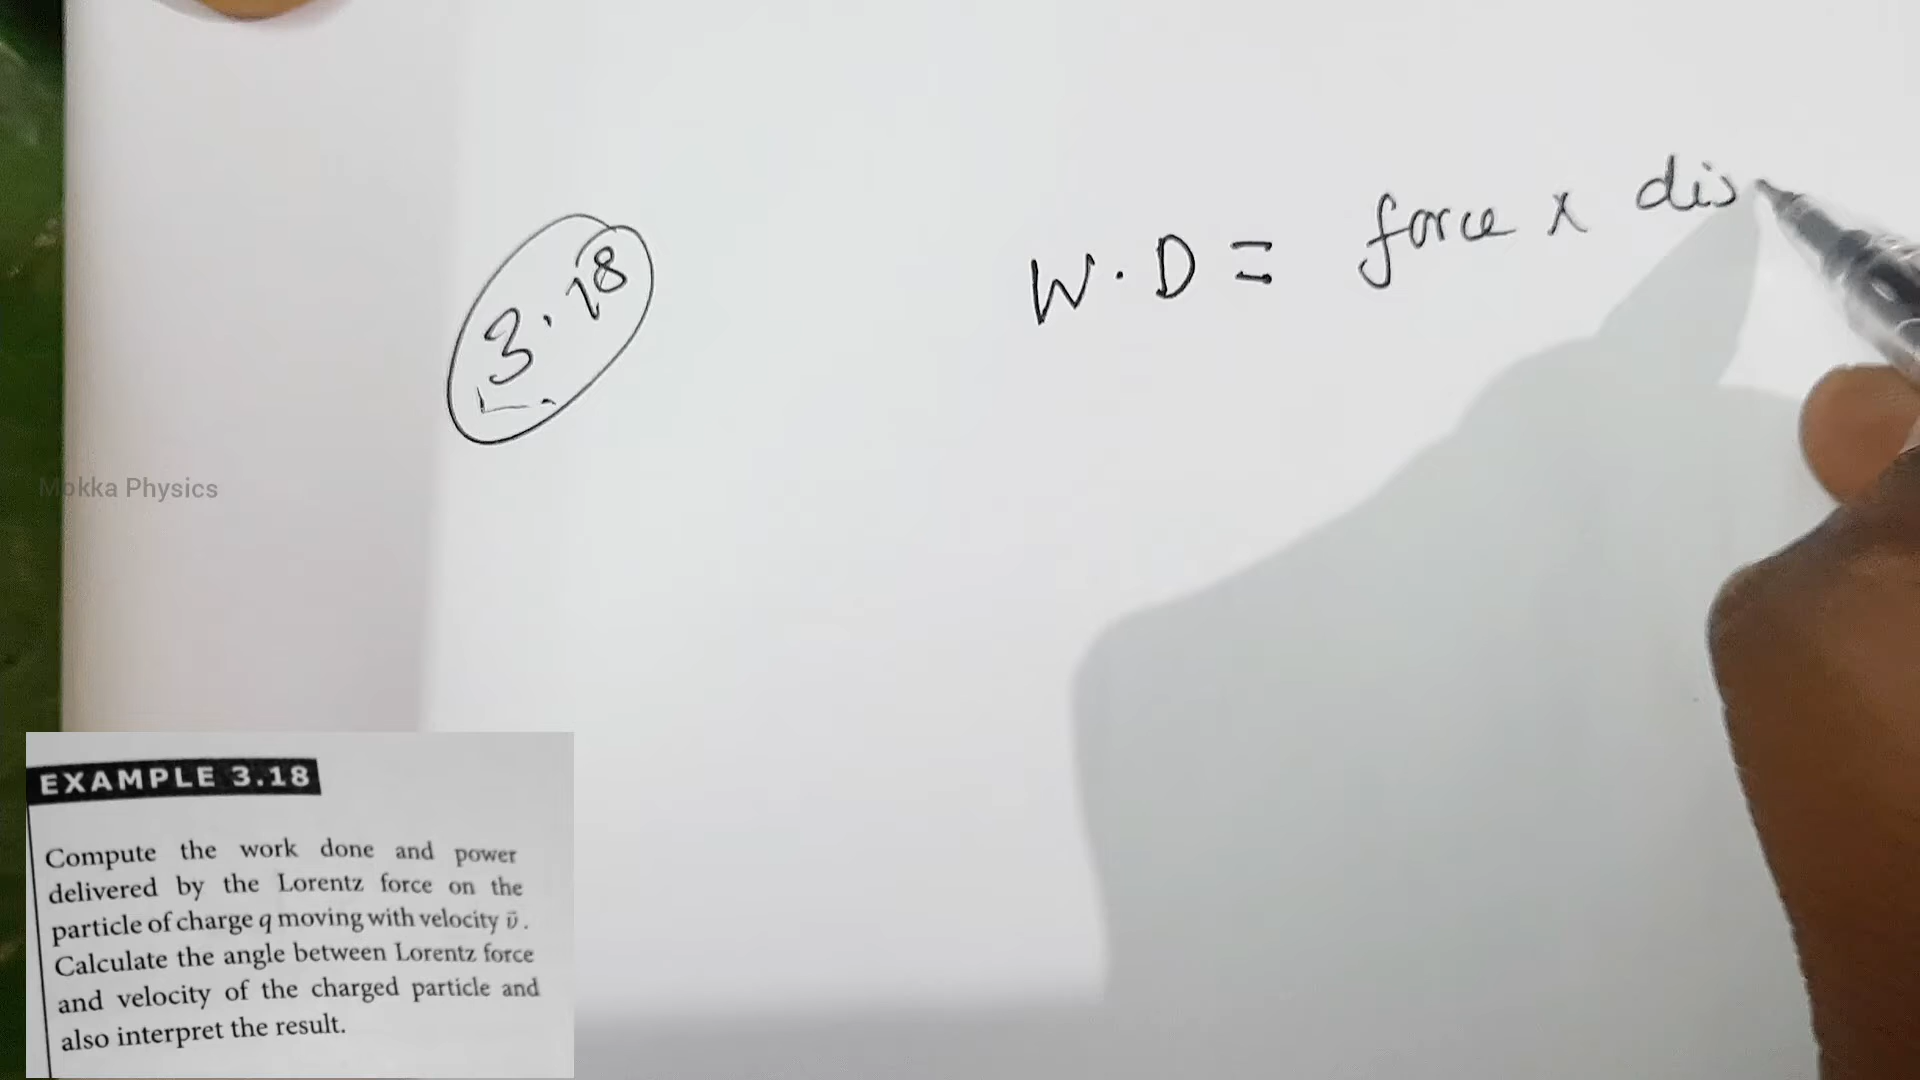 3.18
W.D = force x dis
Mokka Physics
EXAMPLE 3.18
Compute the work done and power
delivered by the Lorentz force on the
particle of charge q moving with velocity v⃗.
Calculate the angle between Lorentz force
and velocity of the charged particle and
also interpret the result.